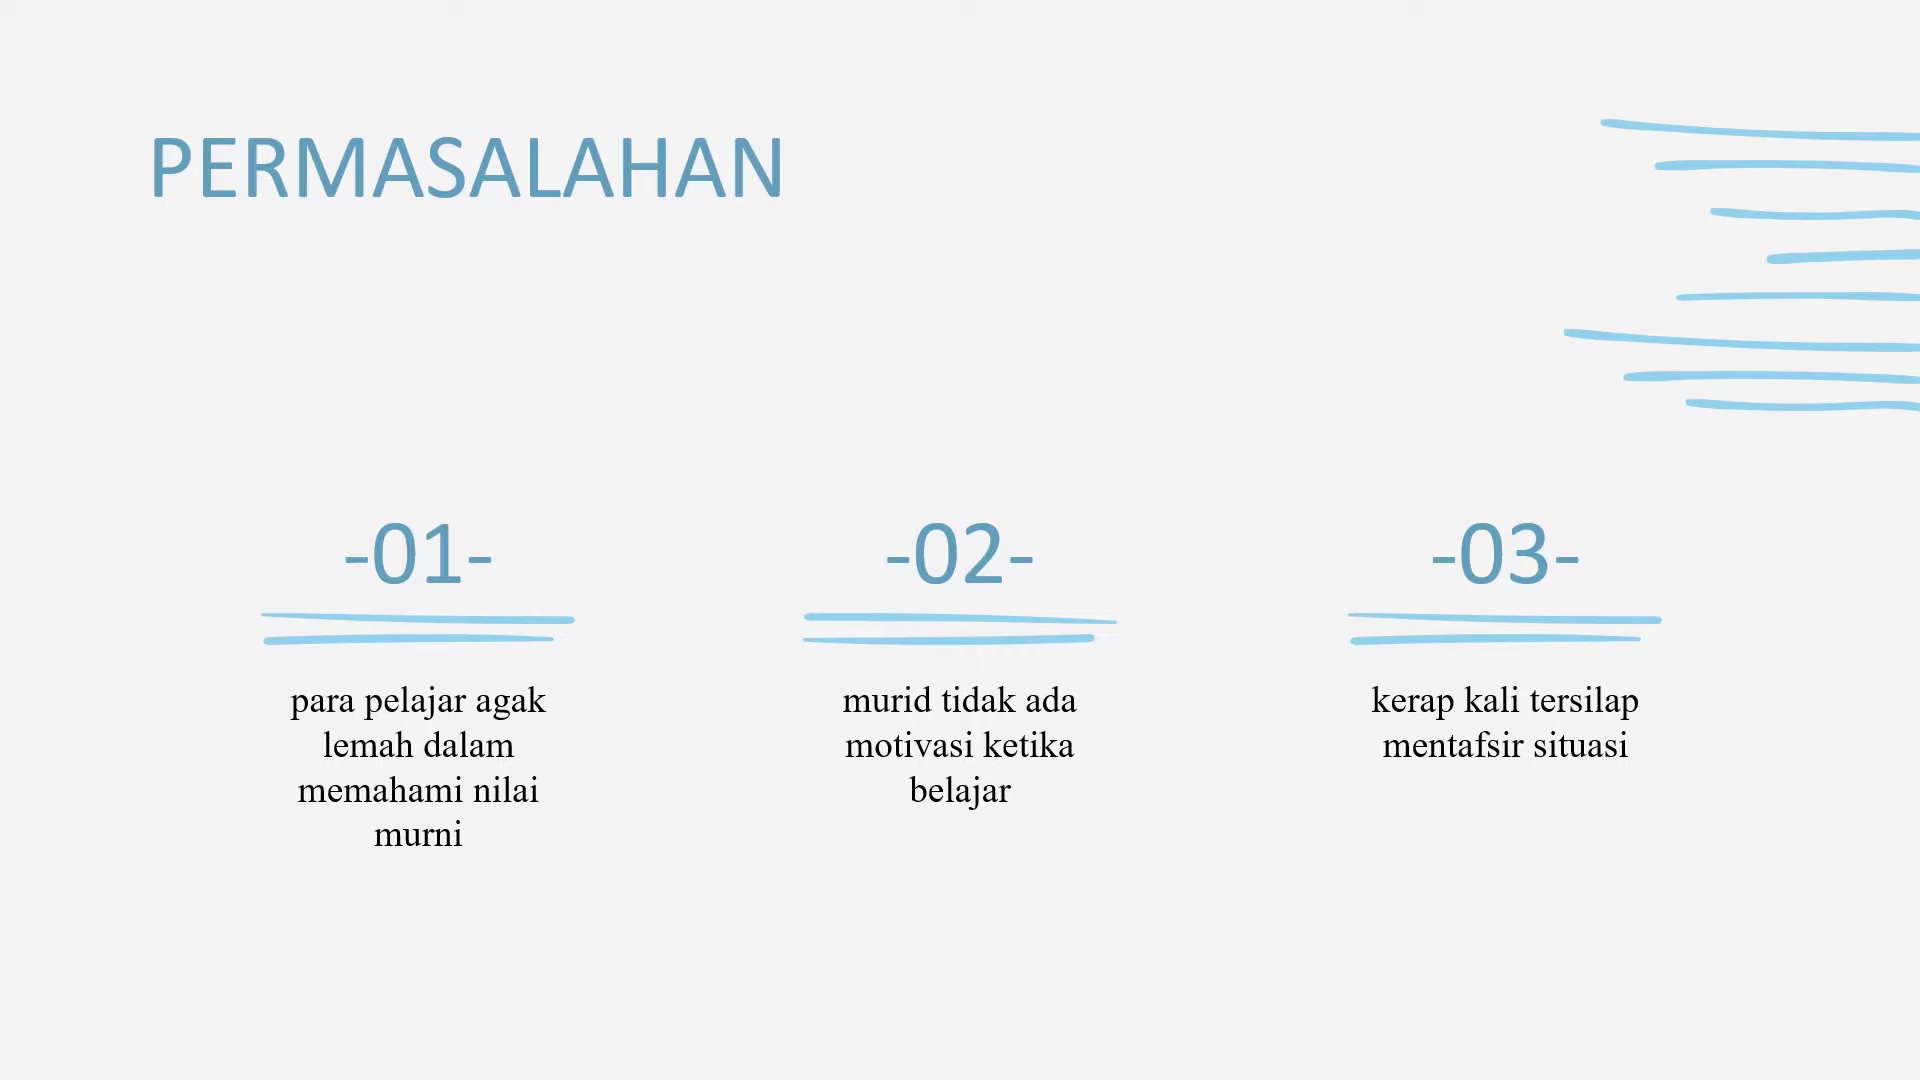 PERMASALAHAN
-01-
para pelajar agak
lemah dalam
memahami nilai
murni
-02-
murid tidak ada
motivasi ketika
belajar
-03-
kerap kali tersilap
mentafsir situasi